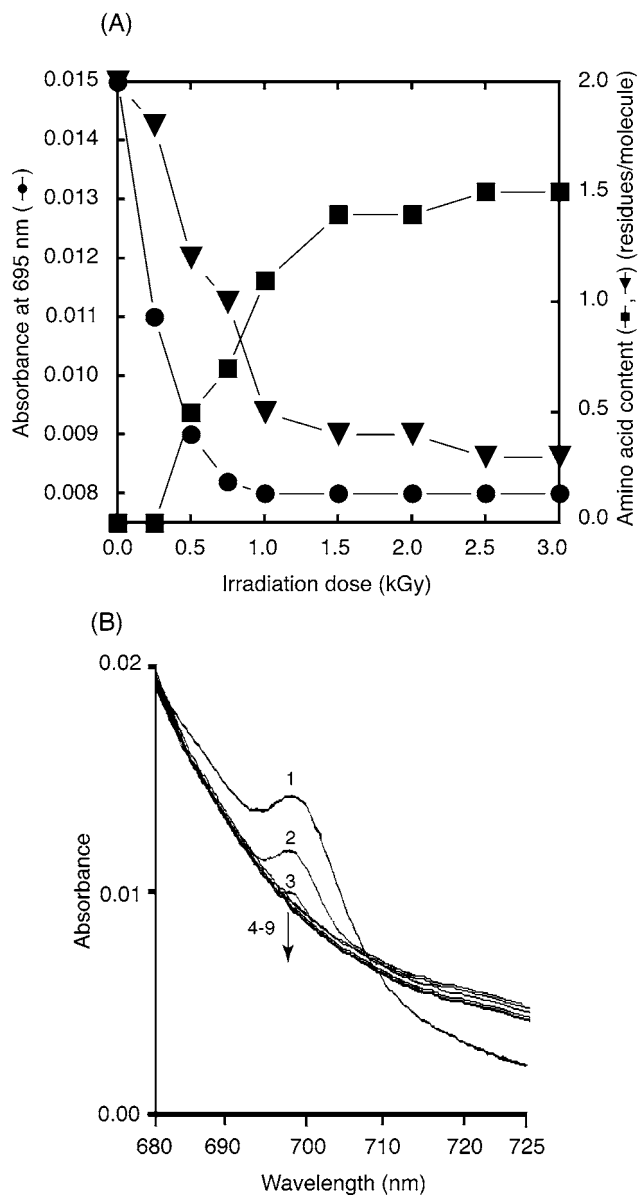 (A)
0.015
0.014
0.013
0.012
0.011
0.010
0.009
0.008
Absorbance at 695 nm (-●-)
2.0
1.5
1.0
0.5
0.0
Amino acid content (-■-, -▼-) (residues/molecule)
0.0 0.5 1.0 1.5 2.0 2.5 3.0
Irradiation dose (kGy)
(B)
0.02
0.01
0.00
Absorbance
1
2
3
4-9
680 690 700 710 720 725
Wavelength (nm)